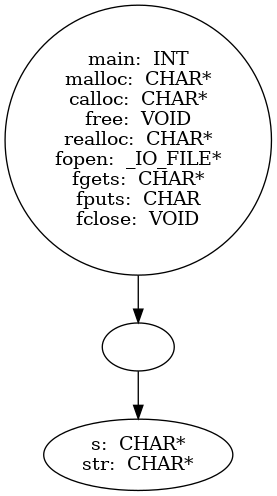 main: INT
malloc: CHAR*
calloc: CHAR*
free: VOID
realloc: CHAR*
fopen: _IO_FILE*
fgets: CHAR*
fputs: CHAR
fclose: VOID
s: CHAR*
str: CHAR*